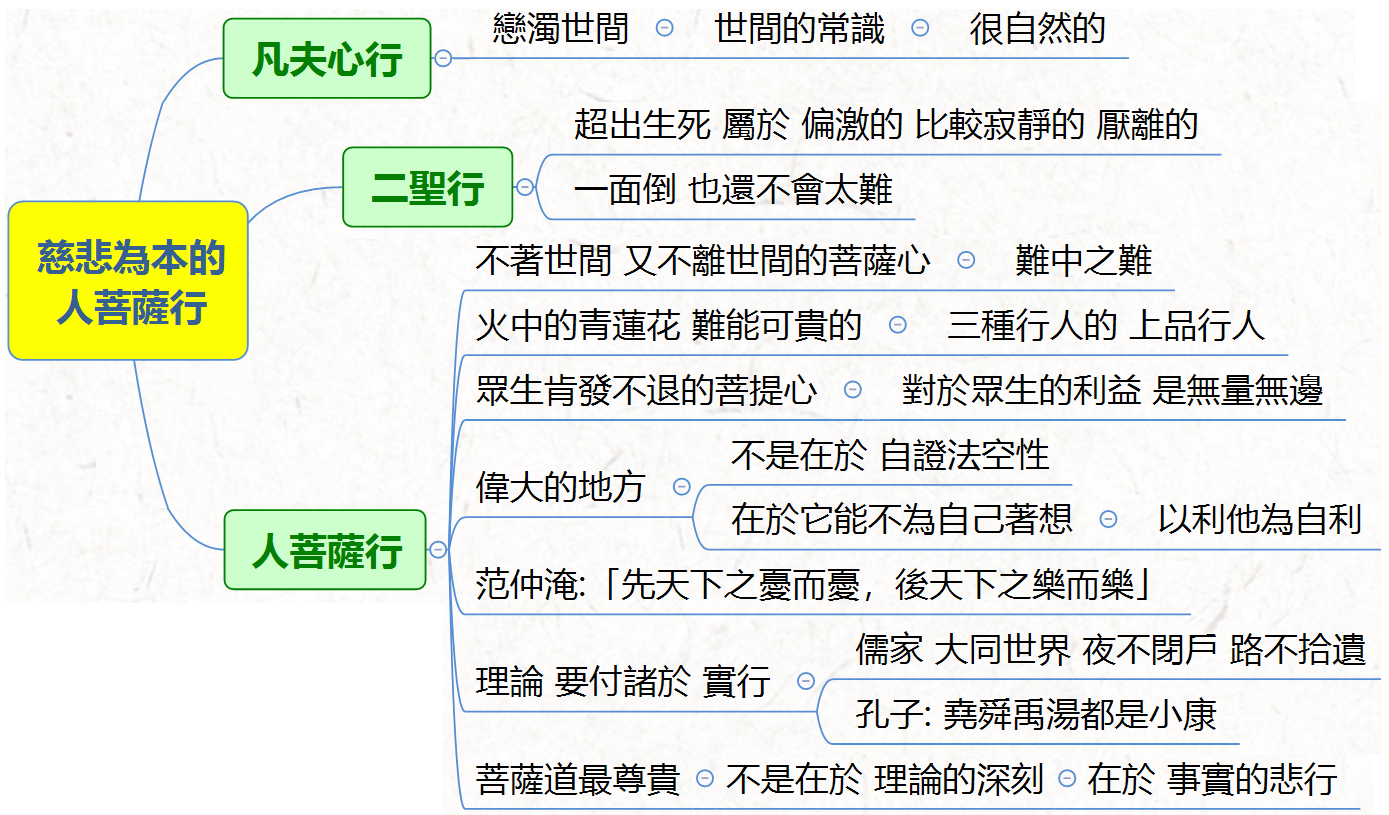 慈悲為本的
人菩薩行
凡夫心行
戀濁世間 世間的常識 很自然的
二聖行
超出生死 屬於 偏激的 比較寂靜的 厭離的
一面倒 也還不會太難
人菩薩行
不著世間 又不離世間的菩薩心 難中之難
火中的青蓮花 難能可貴的 三種行人的 上品行人
眾生肯發不退的菩提心 對於眾生的利益 是無量無邊
偉大的地方
不是在於 自證法空性
在於它能不為自己著想 以利他為自利
范仲淹:「先天下之憂而憂，後天下之樂而樂」
理論 要付諸於 實行
儒家 大同世界 夜不閉戶 路不拾遺
孔子: 堯舜禹湯都是小康
菩薩道最尊貴 不是在於 理論的深刻 在於 事實的悲行